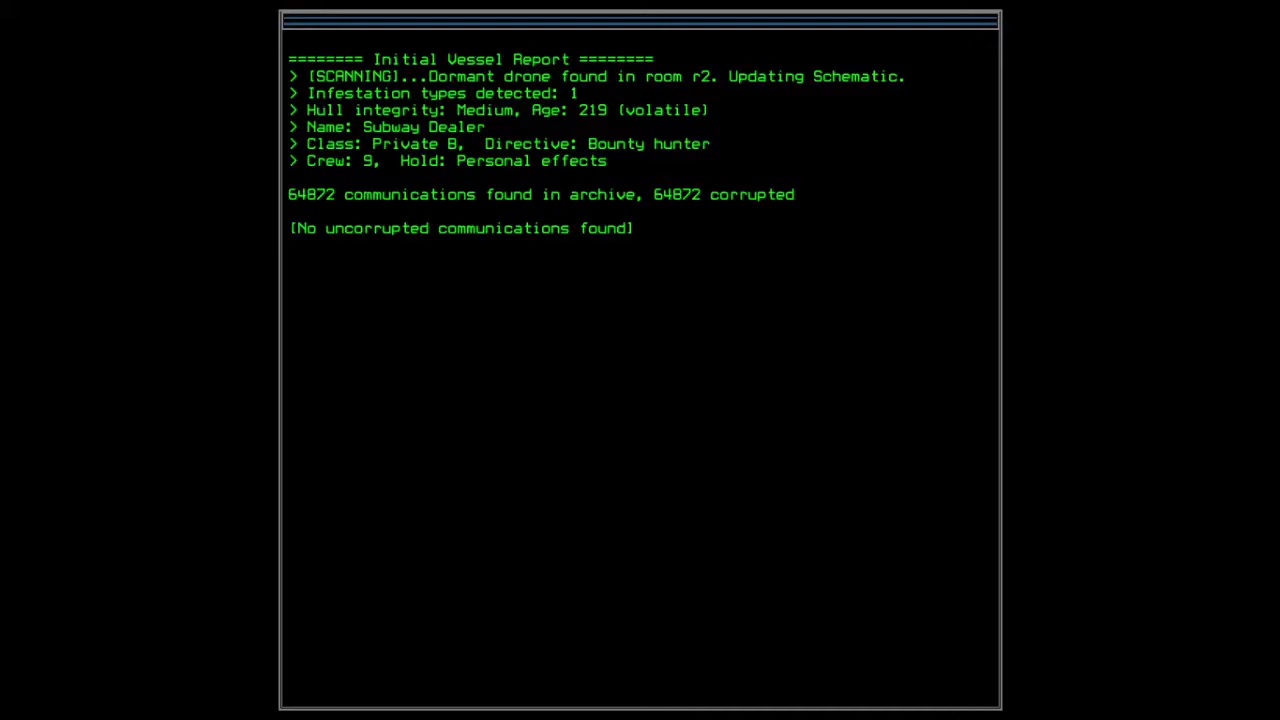 ======== Initial Vessel Report ========
> [SCANNING]...Dormant drone found in room r2. Updating Schematic.
> Infestation types detected: 1
> Hull integrity: Medium, Age: 219 (volatile)
> Name: Subway Dealer
> Class: Private B,  Directive: Bounty hunter
> Crew: 9,  Hold: Personal effects
64872 communications found in archive, 64872 corrupted
[No uncorrupted communications found]